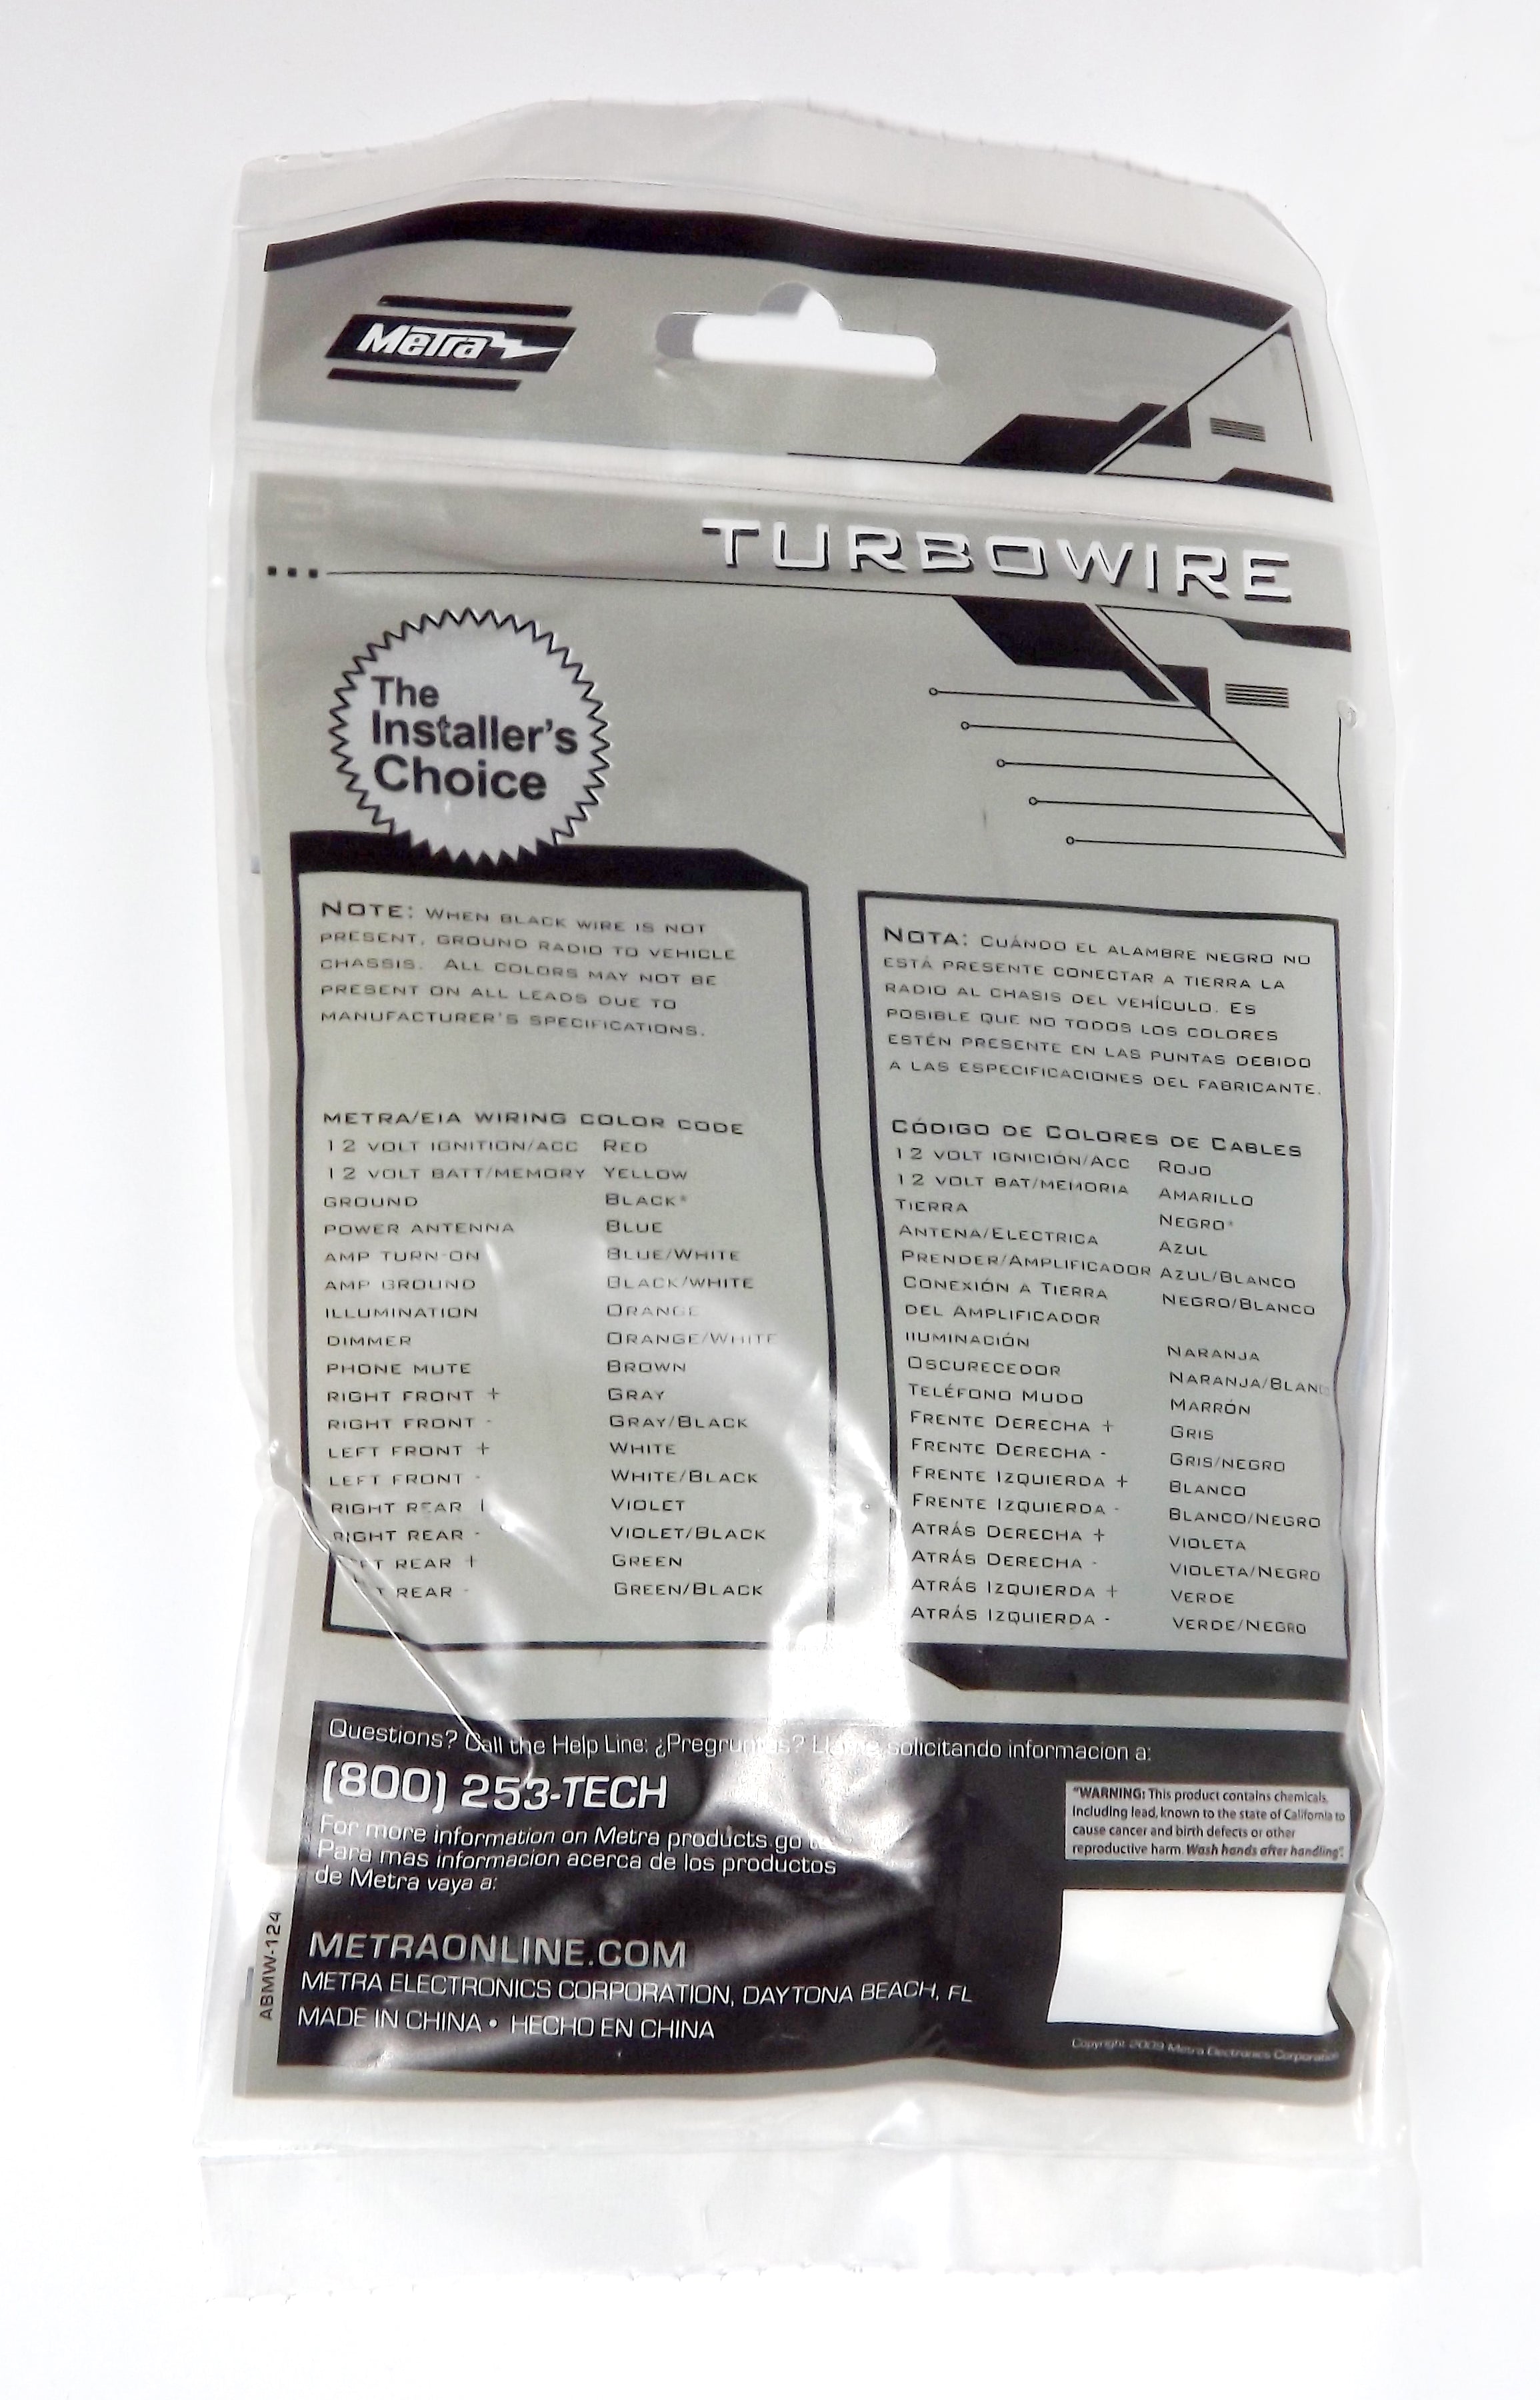 Metra
TURBOWIRE
The
Installer's
Choice
NOTE: WHEN BLACK WIRE IS NOT
PRESENT, GROUND RADIO TO VEHICLE
CHASSIS. ALL COLORS MAY NOT BE
PRESENT ON ALL LEADS DUE TO
MANUFACTURER'S SPECIFICATIONS.
METRA/EIA WIRING COLOR CODE
12 VOLT IGNITION/ACC RED
12 VOLT BATT/MEMORY YELLOW
GROUND BLACK*
POWER ANTENNA BLUE
AMP TURN-ON BLUE/WHITE
AMP GROUND BLACK/WHITE
ILLUMINATION ORANGE
DIMMER ORANGE/WHITE
PHONE MUTE BROWN
RIGHT FRONT + GRAY
RIGHT FRONT - GRAY/BLACK
LEFT FRONT + WHITE
LEFT FRONT - WHITE/BLACK
RIGHT REAR + VIOLET
RIGHT REAR - VIOLET/BLACK
REAR + GREEN
REAR - GREEN/BLACK
NOTA: CUÁNDO EL ALAMBRE NEGRO NO
ESTÁ PRESENTE CONECTAR A TIERRA LA
RADIO AL CHASIS DEL VEHÍCULO. ES
POSIBLE QUE NO TODOS LOS COLORES
ESTÉN PRESENTE EN LAS PUNTAS DEBIDO
A LAS ESPECIFICACIONES DEL FABRICANTE.
CÓDIGO DE COLORES DE CABLES
12 VOLT IGNICIÓN/ACC ROJO
12 VOLT BAT/MEMORIA AMARILLO
TIERRA NEGRO*
ANTENA/ELECTRICA AZUL
PRENDER/AMPLIFICADOR AZUL/BLANCO
CONEXIÓN A TIERRA NEGRO/BLANCO
DEL AMPLIFICADOR
IIUMINACIÓN NARANJA
OSCURECEDOR NARANJA/BLANC
TELÉFONO MUDO MARRÓN
FRENTE DERECHA + GRIS
FRENTE DERECHA - GRIS/NEGRO
FRENTE IZQUIERDA + BLANCO
FRENTE IZQUIERDA - BLANCO/NEGRO
ATRÁS DERECHA + VIOLETA
ATRÁS DERECHA - VIOLETA/NEGRO
ATRÁS IZQUIERDA + VERDE
ATRÁS IZQUIERDA - VERDE/NEGRO
Questions? Call the Help Line: ¿Pregruntas? Llame solicitando informacion a:
(800) 253-TECH
For more information on Metra products go to
Para mas informacion acerca de los productos
de Metra vaya a:
METRAONLINE.COM
METRA ELECTRONICS CORPORATION, DAYTONA BEACH, FL
MADE IN CHINA • HECHO EN CHINA
"WARNING: This product contains chemicals,
including lead, known to the state of California to
cause cancer and birth defects or other
reproductive harm. Wash hands after handling".
Copyright 2009 Metra Electronics Corporation
ABMW-124